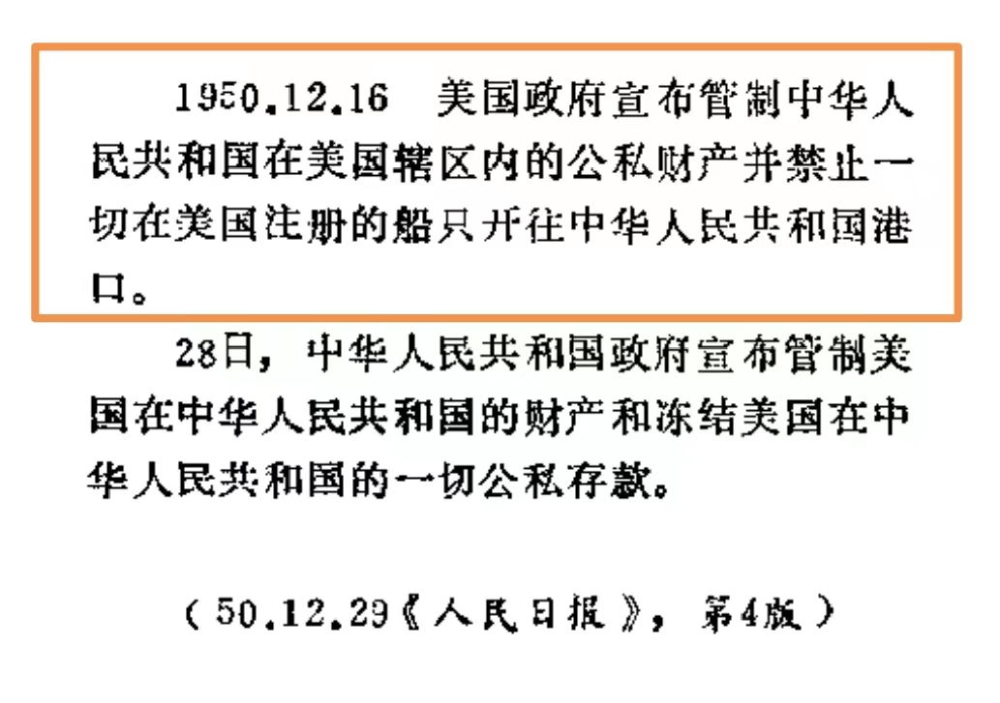 1950.12.16 美国政府宣布管制中华人
民共和国在美国辖区内的公私财产并禁止一
切在美国注册的船只开往中华人民共和国港
口。
28日，中华人民共和国政府宣布管制美
国在中华人民共和国的财产和冻结美国在中
华人民共和国的一切公私存款。
（50.12.29《人民日报》，第4版）